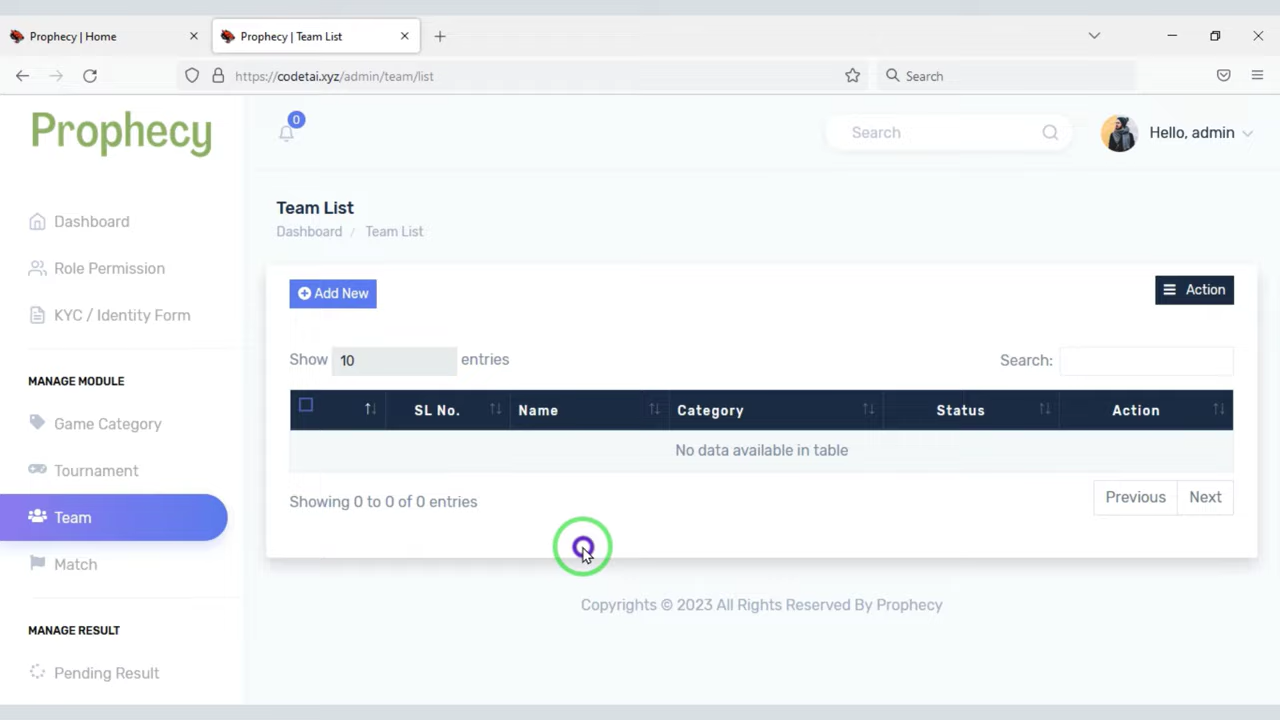 Prophecy | Home
Prophecy | Team List
https://codetai.xyz/admin/team/list
Search
Prophecy
0
Search
Hello, admin
Dashboard
Role Permission
KYC / Identity Form
MANAGE MODULE
Game Category
Tournament
Team
Match
MANAGE RESULT
Pending Result
Team List
Dashboard / Team List
Add New
Action
Show 10 entries
Search:
SL No. Name Category Status Action
No data available in table
Showing 0 to 0 of 0 entries
Previous Next
Copyrights © 2023 All Rights Reserved By Prophecy